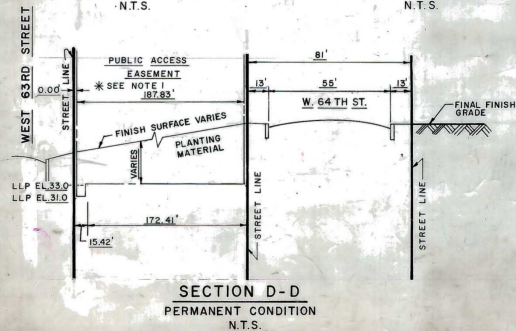 N.T.S.
N.T.S.
WEST 63RD STREET
STREET LINE
0.00'
PUBLIC ACCESS
EASEMENT
* SEE NOTE 1
187.83'
81'
13'
55'
13'
W. 64 TH ST.
FINAL FINISH
GRADE
FINISH SURFACE VARIES
PLANTING
MATERIAL
VARIES
LLP EL.33.0
LLP EL.31.0
172.41'
15.42'
STREET LINE
STREET LINE
SECTION D-D
PERMANENT CONDITION
N.T.S.